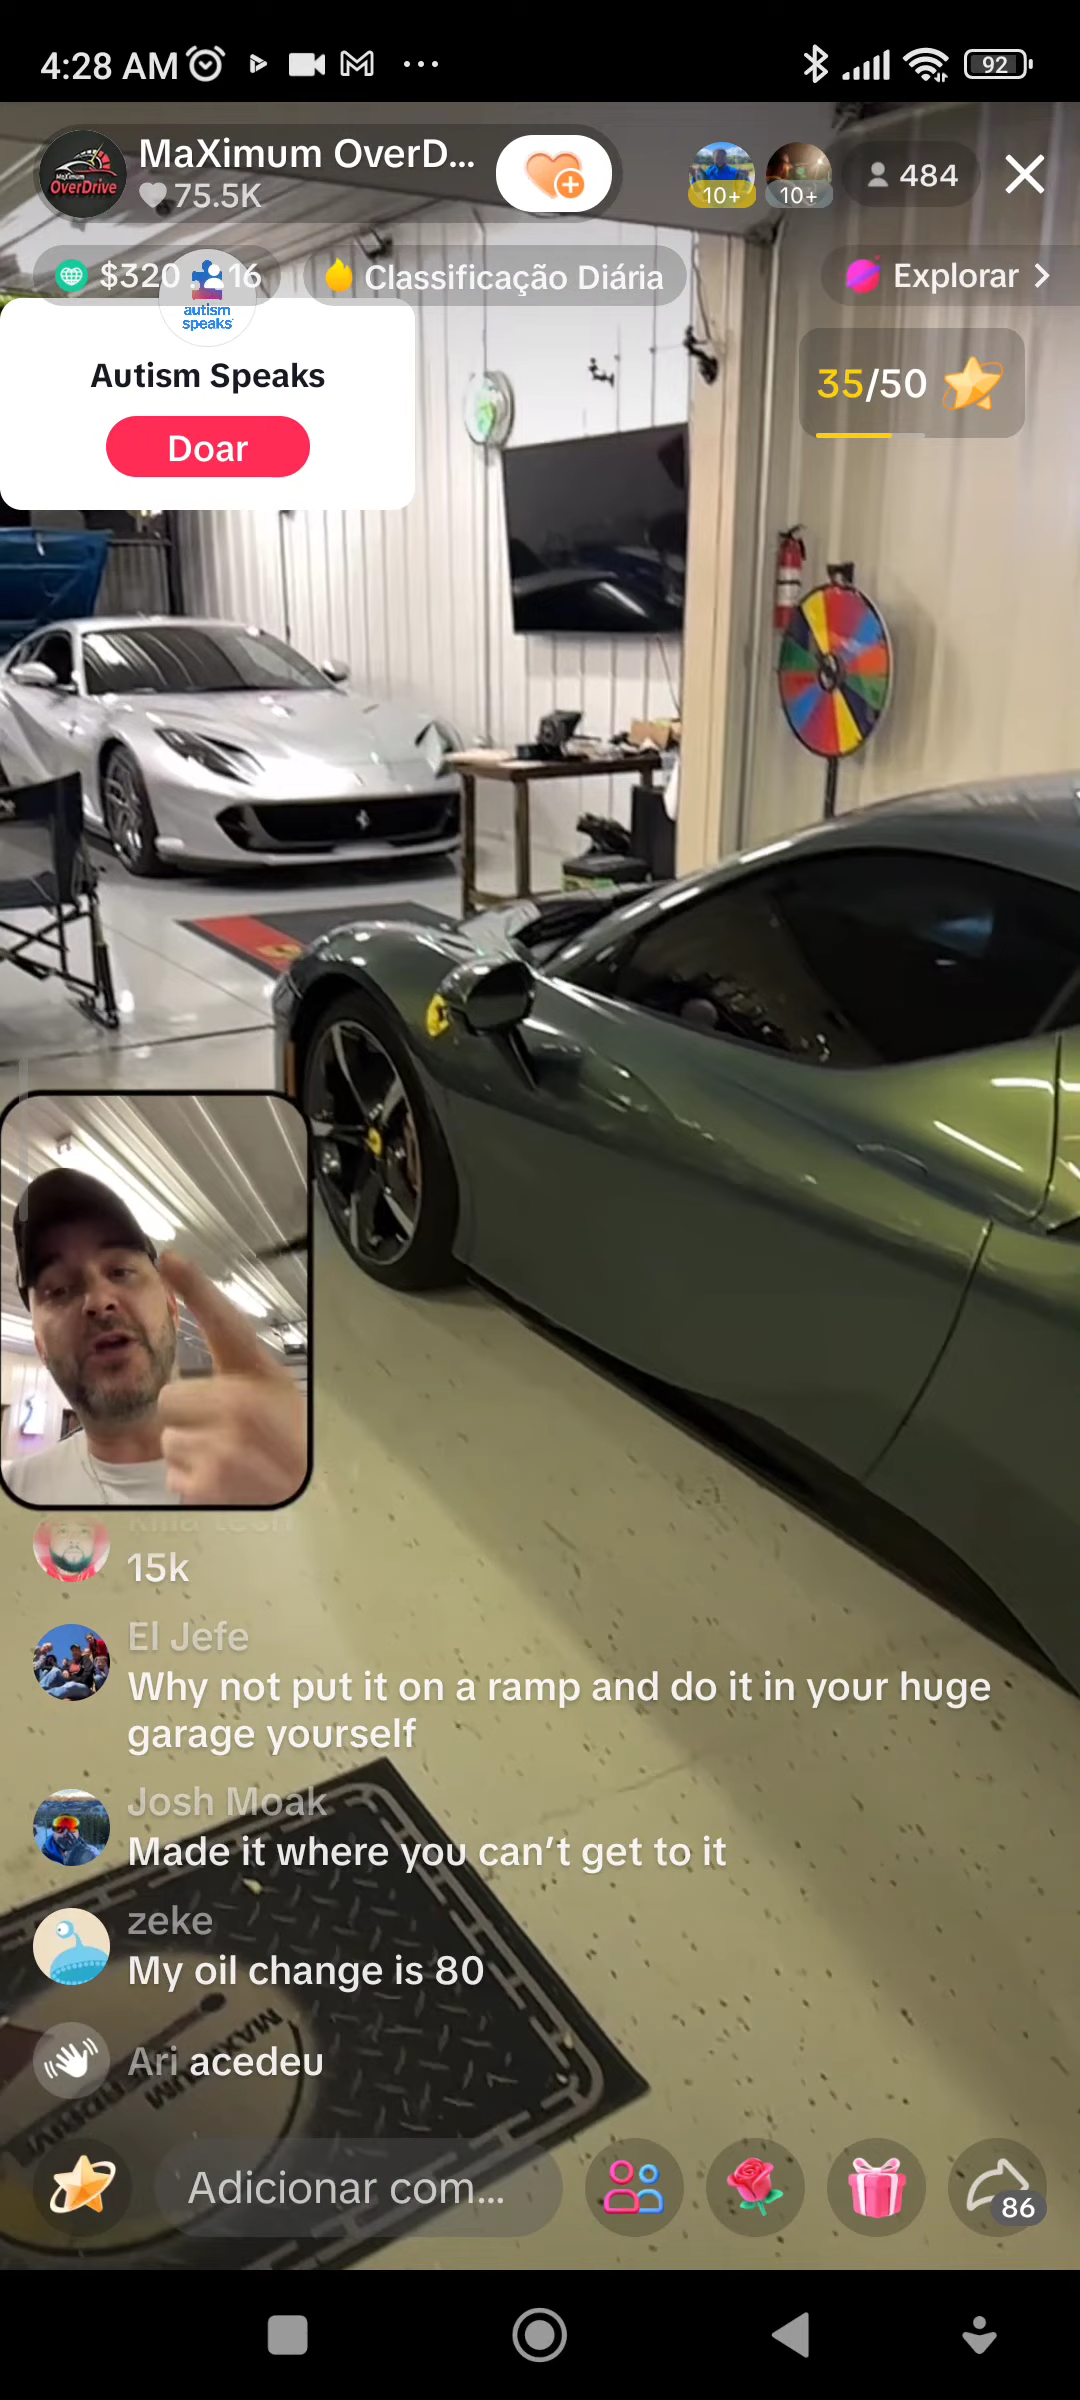 4:28 AM
92
MaXimum OverD...
75.5K
MaXimum
OverDrive
10+
10+
484
$320
16
Classificação Diária
Explorar
autism
speaks
Autism Speaks
Doar
35/50
15k
El Jefe
Why not put it on a ramp and do it in your huge
garage yourself
Josh Moak
Made it where you can't get to it
zeke
My oil change is 80
MAXIMUM
Ari acedeu
Adicionar com...
86